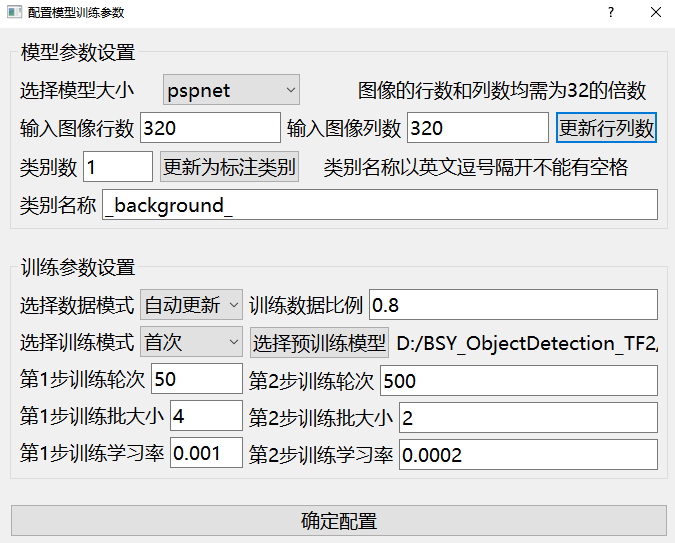 配置模型训练参数
模型参数设置
选择模型大小 pspnet 图像的行数和列数均需为32的倍数
输入图像行数 320 输入图像列数 320 更新行列数
类别数 1 更新为标注类别 类别名称以英文逗号隔开不能有空格
类别名称 _background_
训练参数设置
选择数据模式 自动更新 训练数据比例 0.8
选择训练模式 首次 选择预训练模型 D:/BSY_ObjectDetection_TF2,
第1步训练轮次 50 第2步训练轮次 500
第1步训练批大小 4 第2步训练批大小 2
第1步训练学习率 0.001 第2步训练学习率 0.0002
确定配置